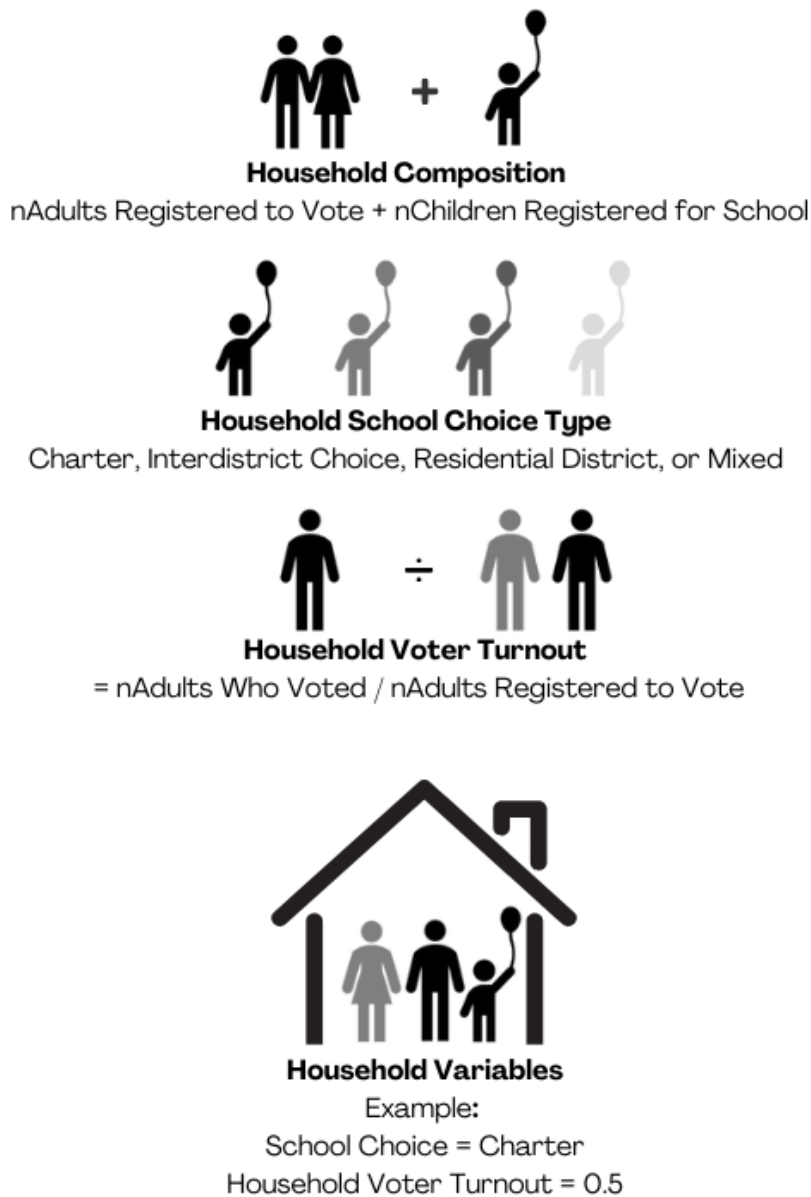 +
Household Composition
nAdults Registered to Vote + nChildren Registered for School
Household School Choice Type
Charter, Interdistrict Choice, Residential District, or Mixed
÷
Household Voter Turnout
= nAdults Who Voted / nAdults Registered to Vote
Household Variables
Example:
School Choice = Charter
Household Voter Turnout = 0.5